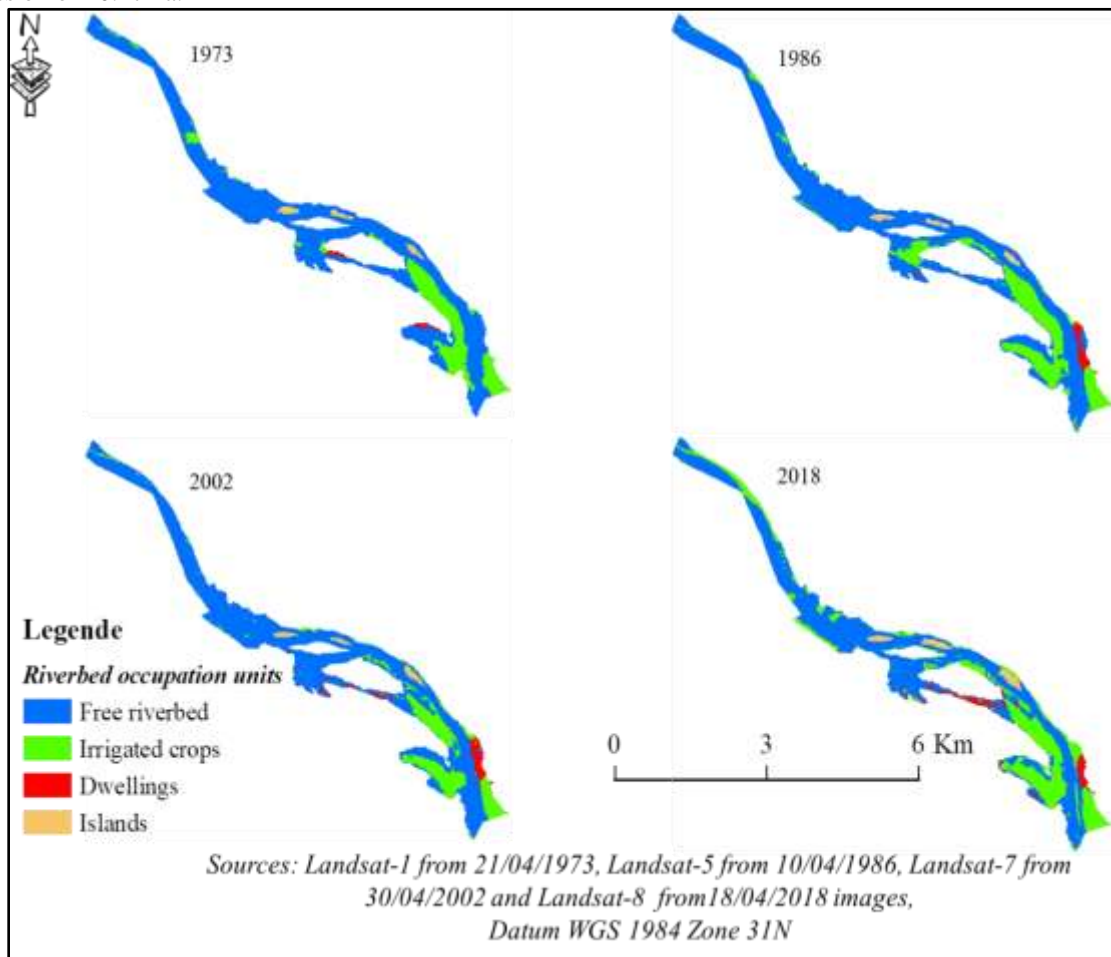 N
1973
1986
2002
2018
Legende
Riverbed occupation units
Free riverbed
Irrigated crops
Dwellings
Islands
0 3 6 Km
Sources: Landsat-1 from 21/04/1973, Landsat-5 from 10/04/1986, Landsat-7 from
30/04/2002 and Landsat-8 from18/04/2018 images,
Datum WGS 1984 Zone 31N